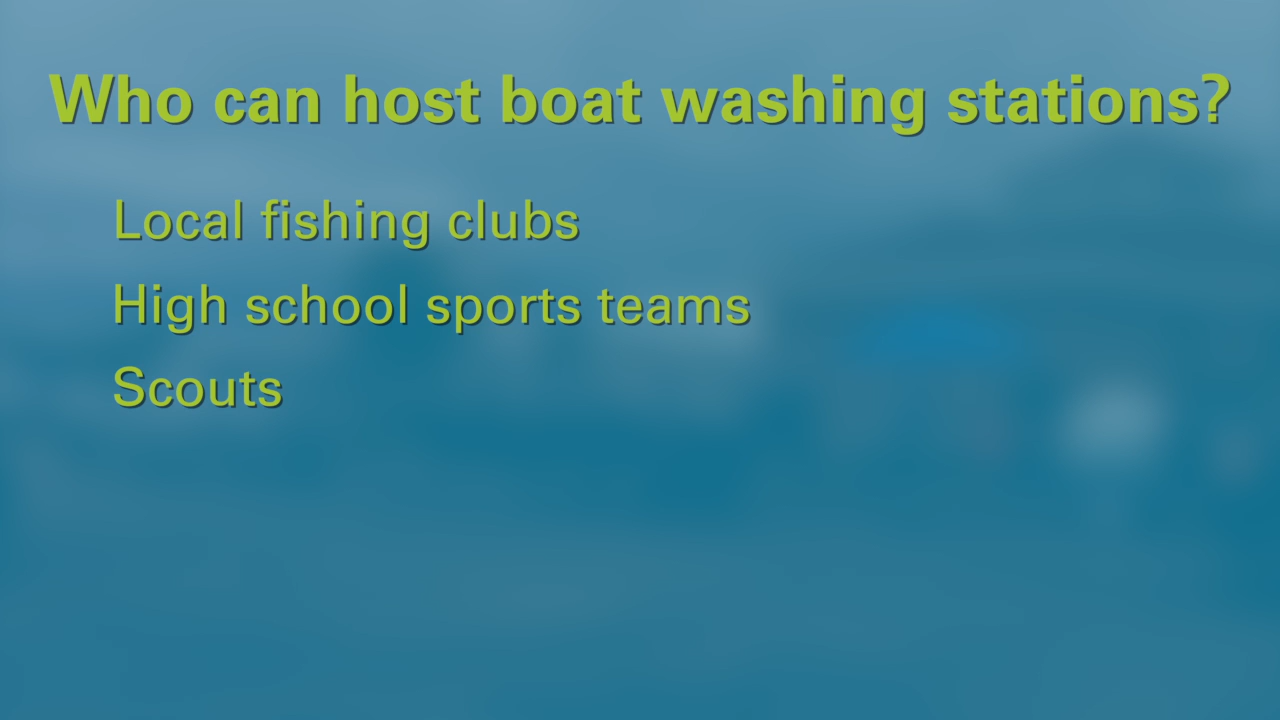 Who can host boat washing stations?
Local fishing clubs
High school sports teams
Scouts